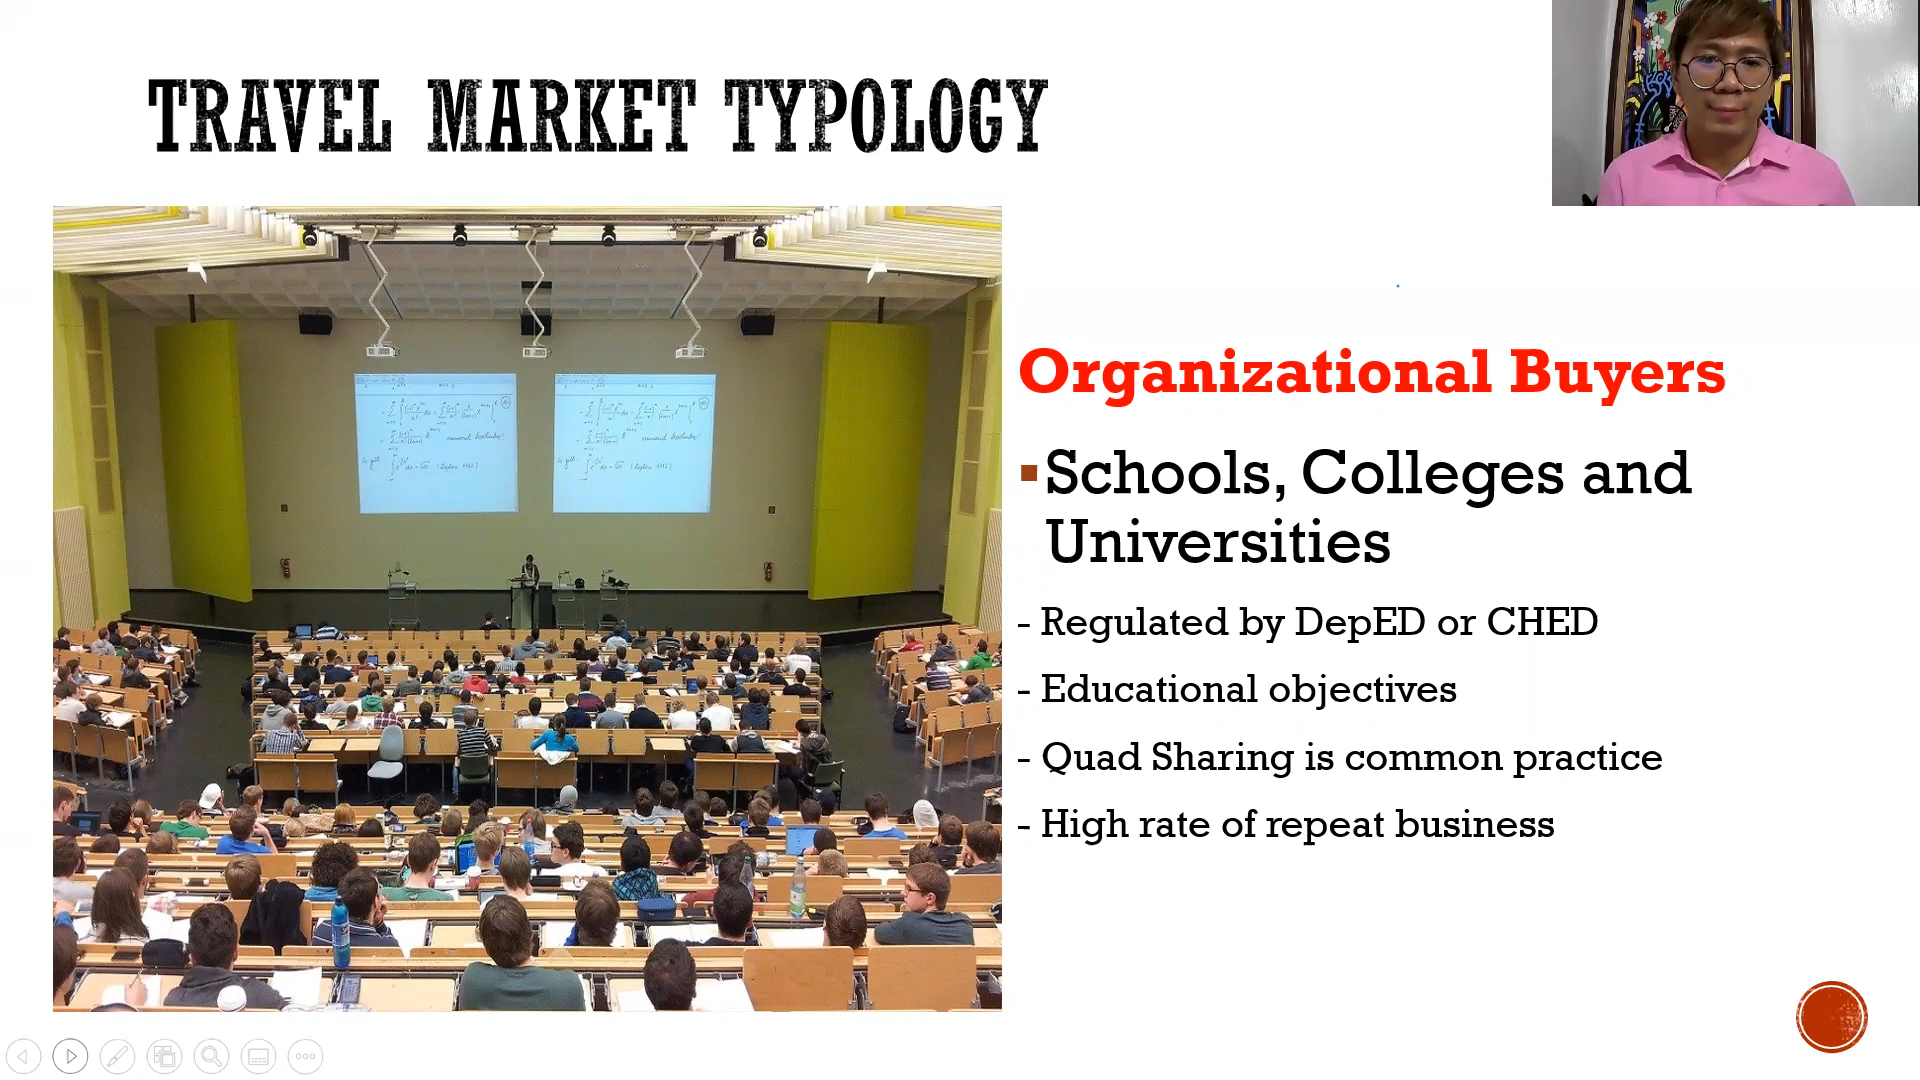 TRAVEL MARKET TYPOLOGY
Organizational Buyers
▪Schools, Colleges and
Universities
- Regulated by DepED or CHED
- Educational objectives
- Quad Sharing is common practice
- High rate of repeat business